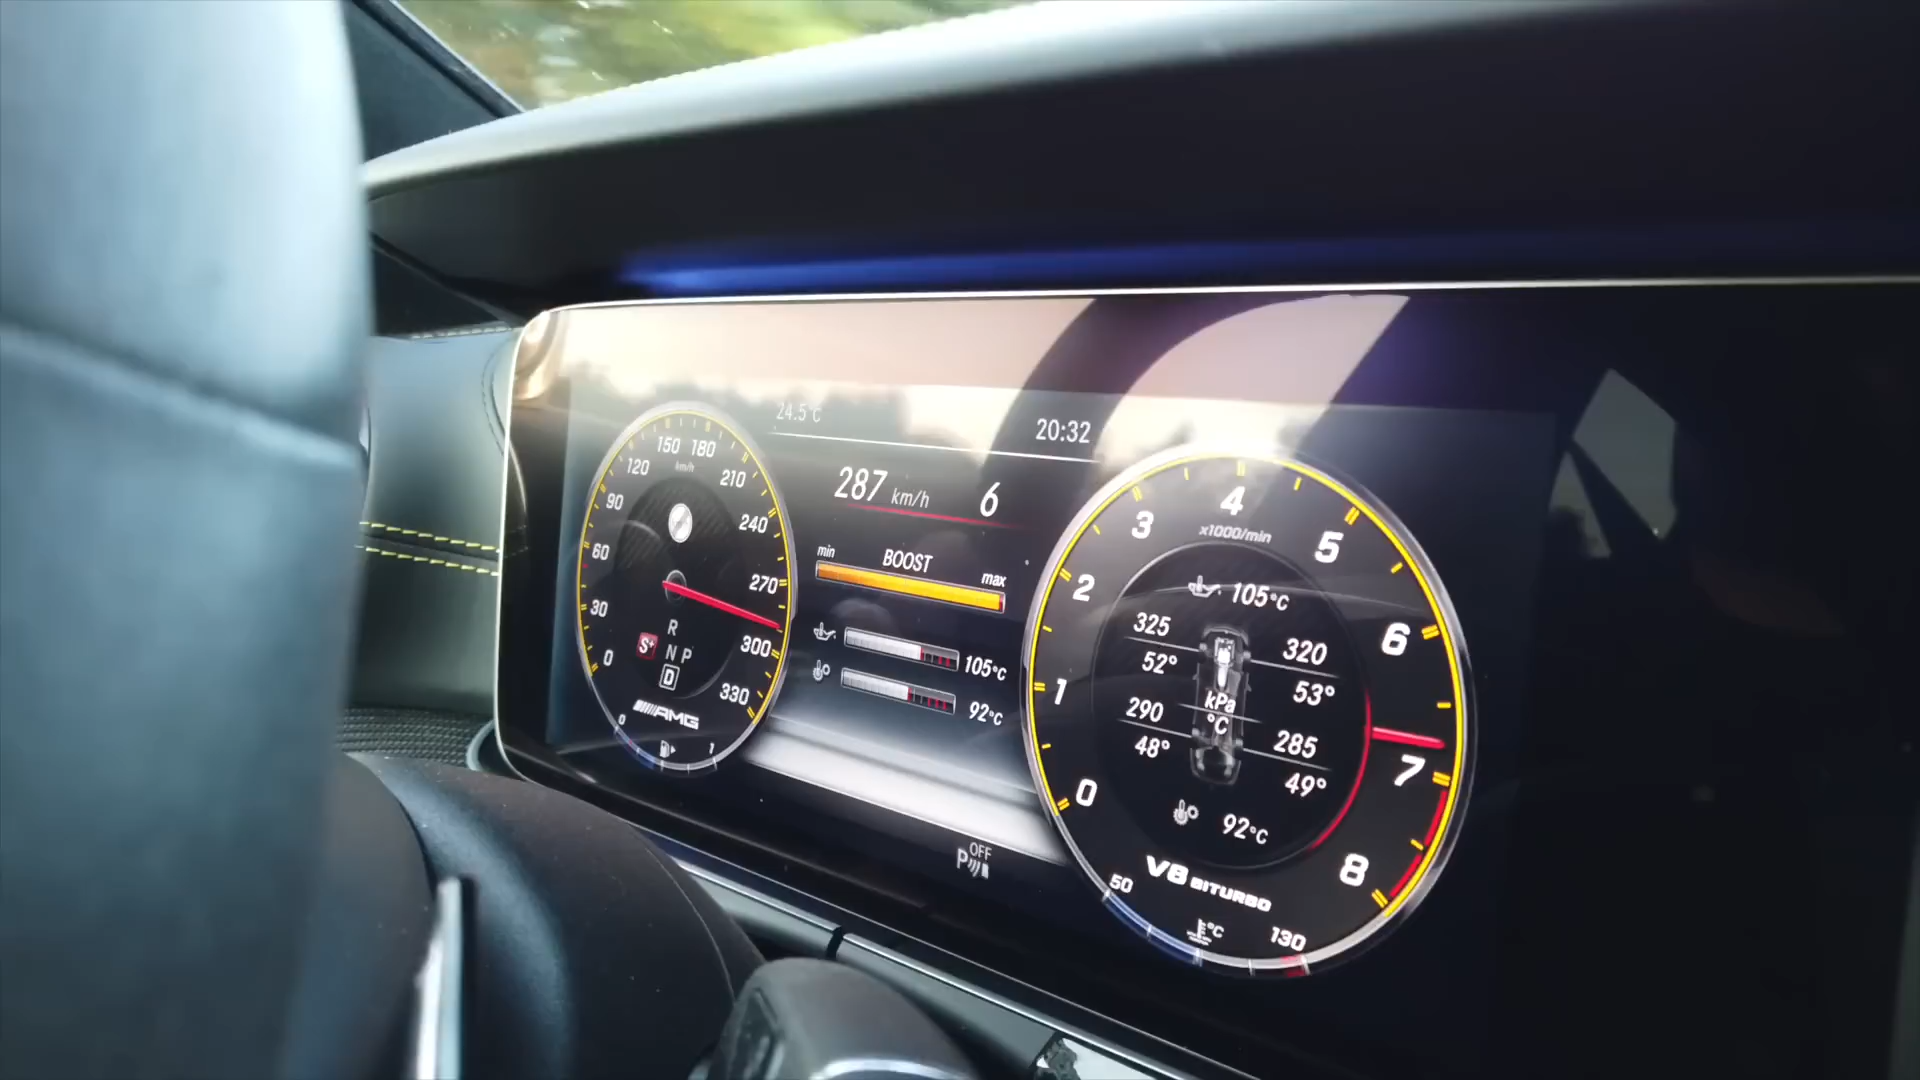 24.5°C
20:32
287 km/h 6
BOOST
min max
105°C
92°C
0 30 60 90 120 150 180 210 240 270 300 330
km/h
R
S+ N P
D
AMG
0 1
OFF
P
0 1 2 3 4 5 6 7 8
x1000/min
105°C
325 320
52° 53°
kPa
°C
290 285
48° 49°
92°C
V8 BITURBO
50 °C 130